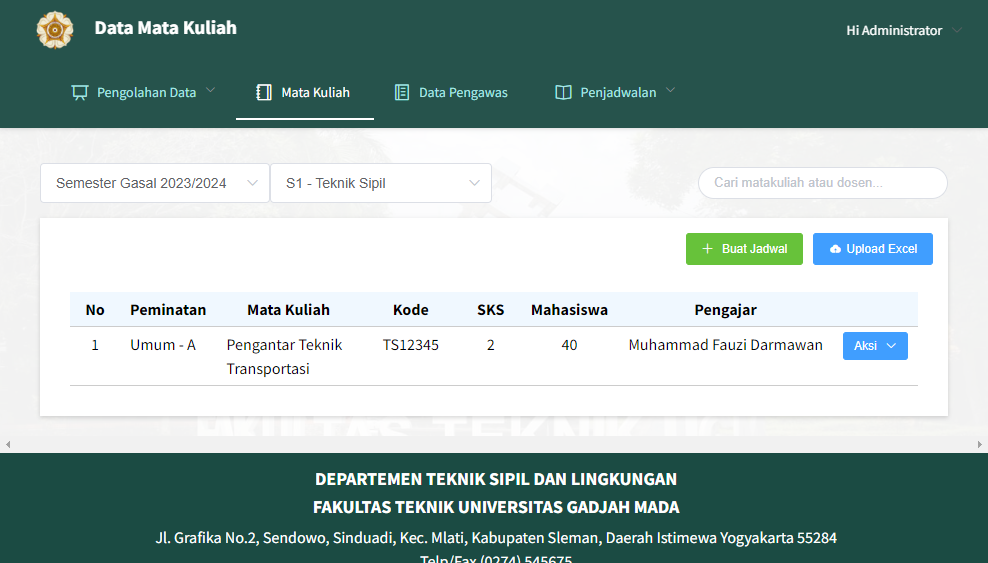 Data Mata Kuliah
Hi Administrator
Pengolahan Data
Mata Kuliah
Data Pengawas
Penjadwalan
Semester Gasal 2023/2024
S1 - Teknik Sipil
Cari matakuliah atau dosen...
Buat Jadwal
Upload Excel
No Peminatan Mata Kuliah Kode SKS Mahasiswa Pengajar
1 Umum - A Pengantar Teknik TS12345 2 40 Muhammad Fauzi Darmawan Aksi
Transportasi
FAKULTAS TEKNIK
DEPARTEMEN TEKNIK SIPIL DAN LINGKUNGAN
FAKULTAS TEKNIK UNIVERSITAS GADJAH MADA
Jl. Grafika No.2, Sendowo, Sinduadi, Kec. Mlati, Kabupaten Sleman, Daerah Istimewa Yogyakarta 55284
Telp/Fax (0274) 545675